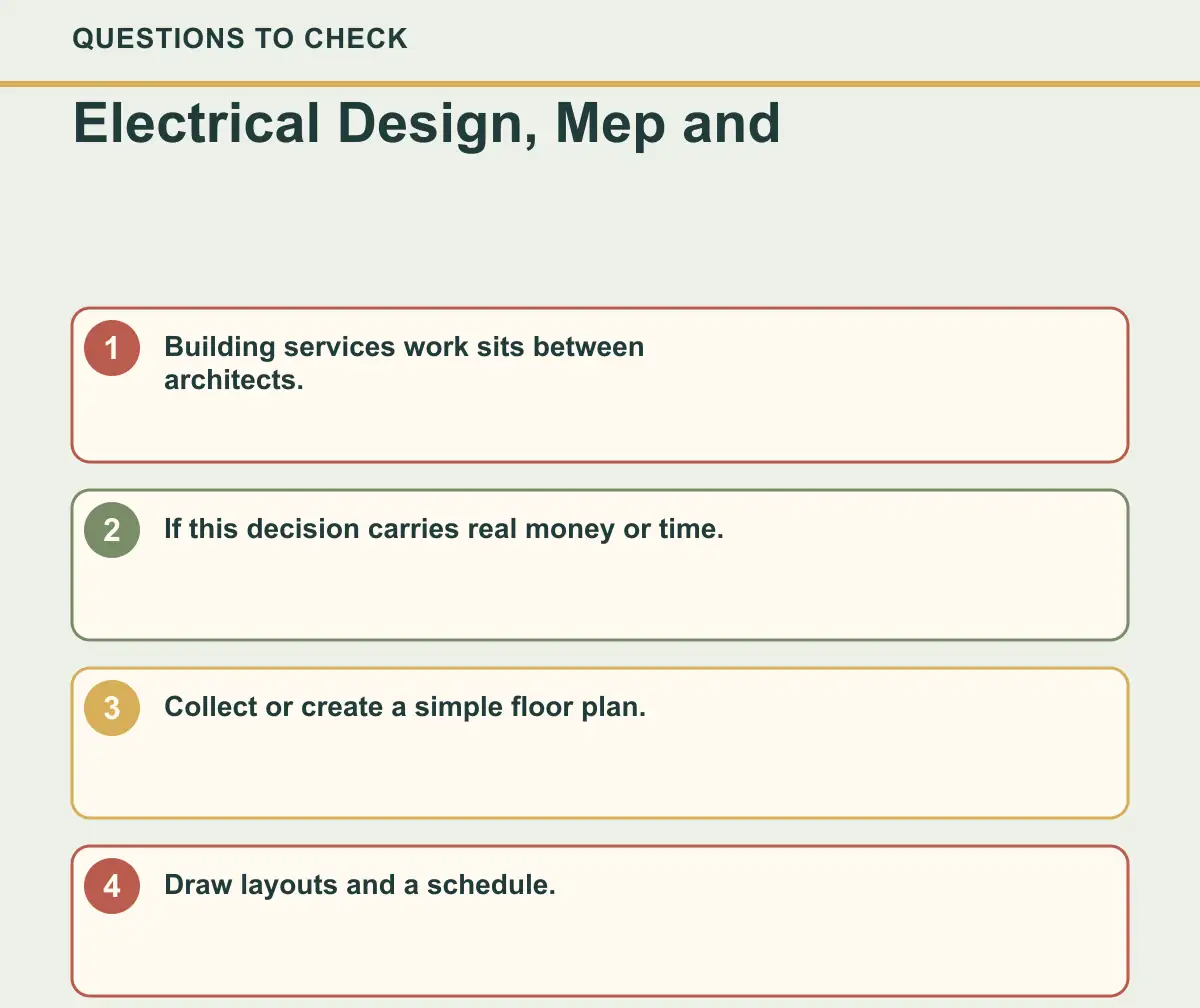 QUESTIONS TO CHECK
Electrical Design, Mep and
1
Building services work sits between
architects.
2
If this decision carries real money or time.
3
Collect or create a simple floor plan.
4
Draw layouts and a schedule.